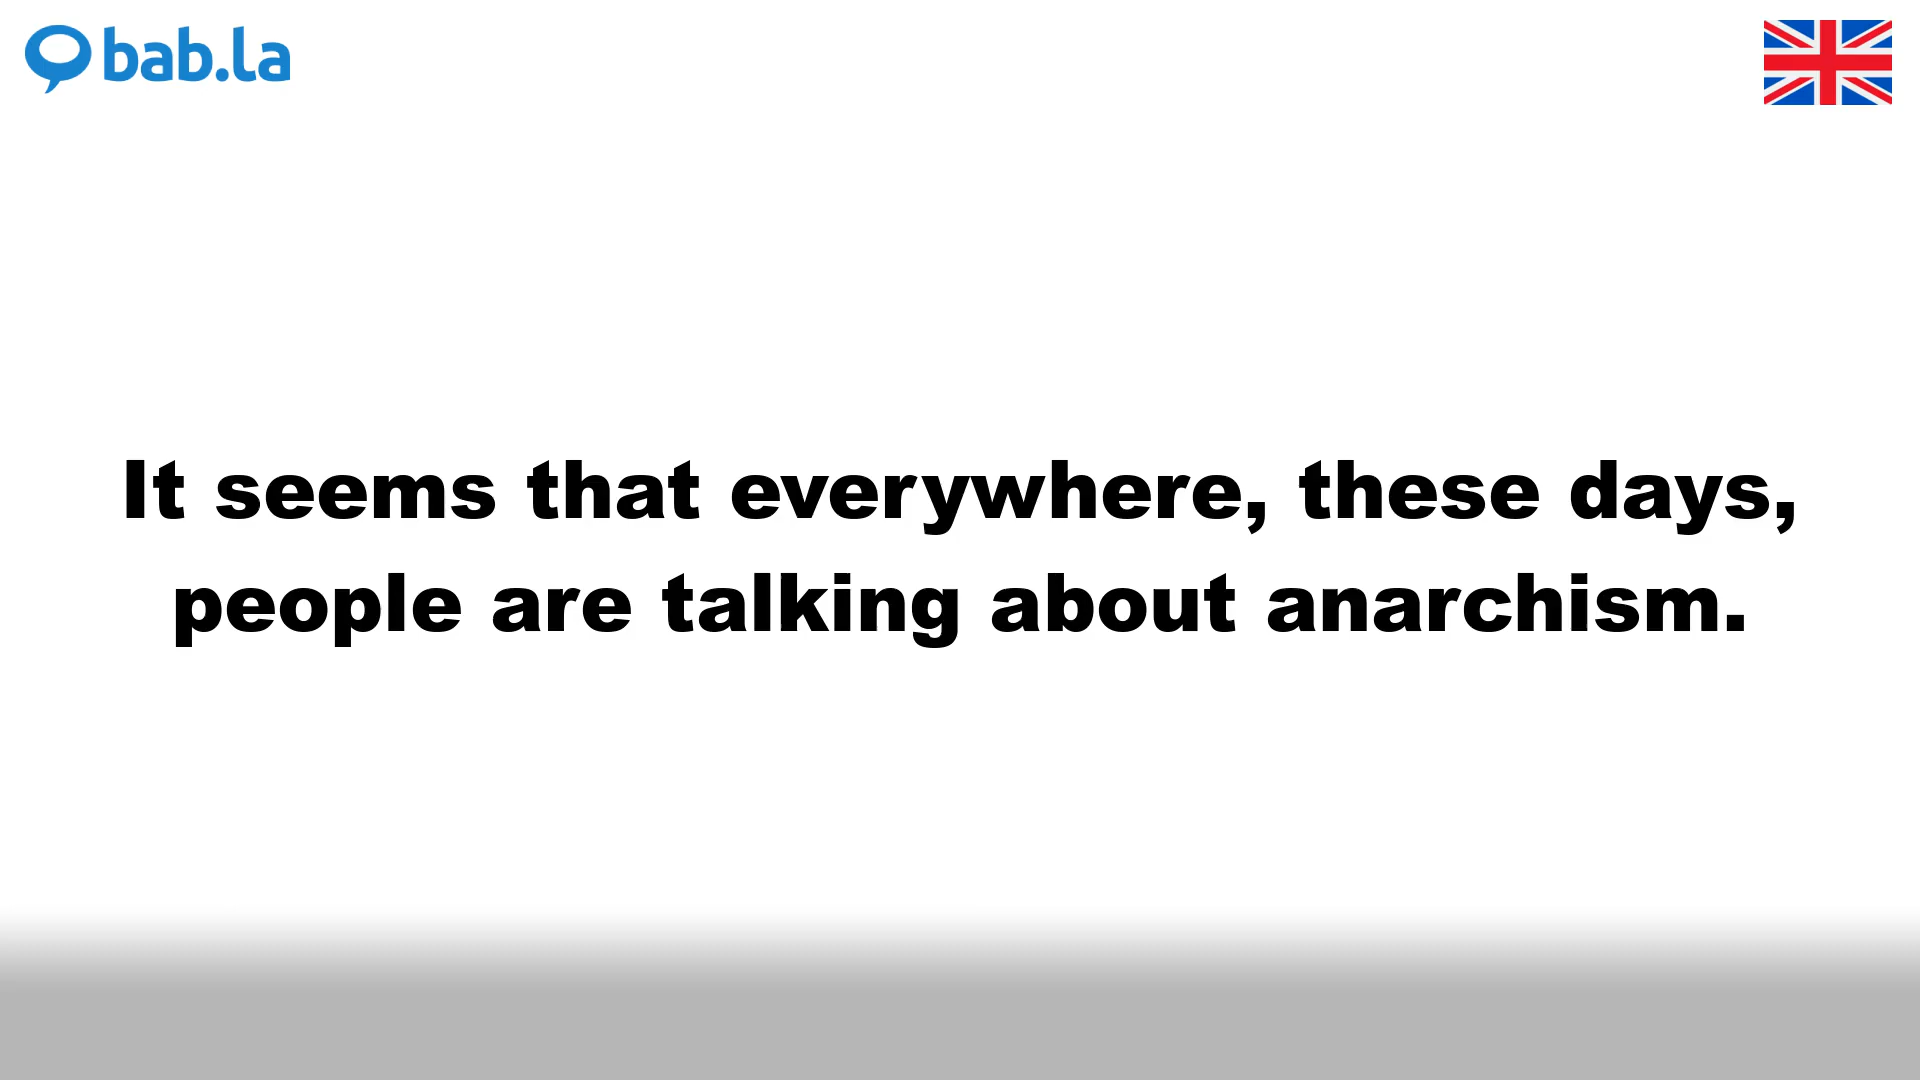 bab.la
It seems that everywhere, these days,
people are talking about anarchism.